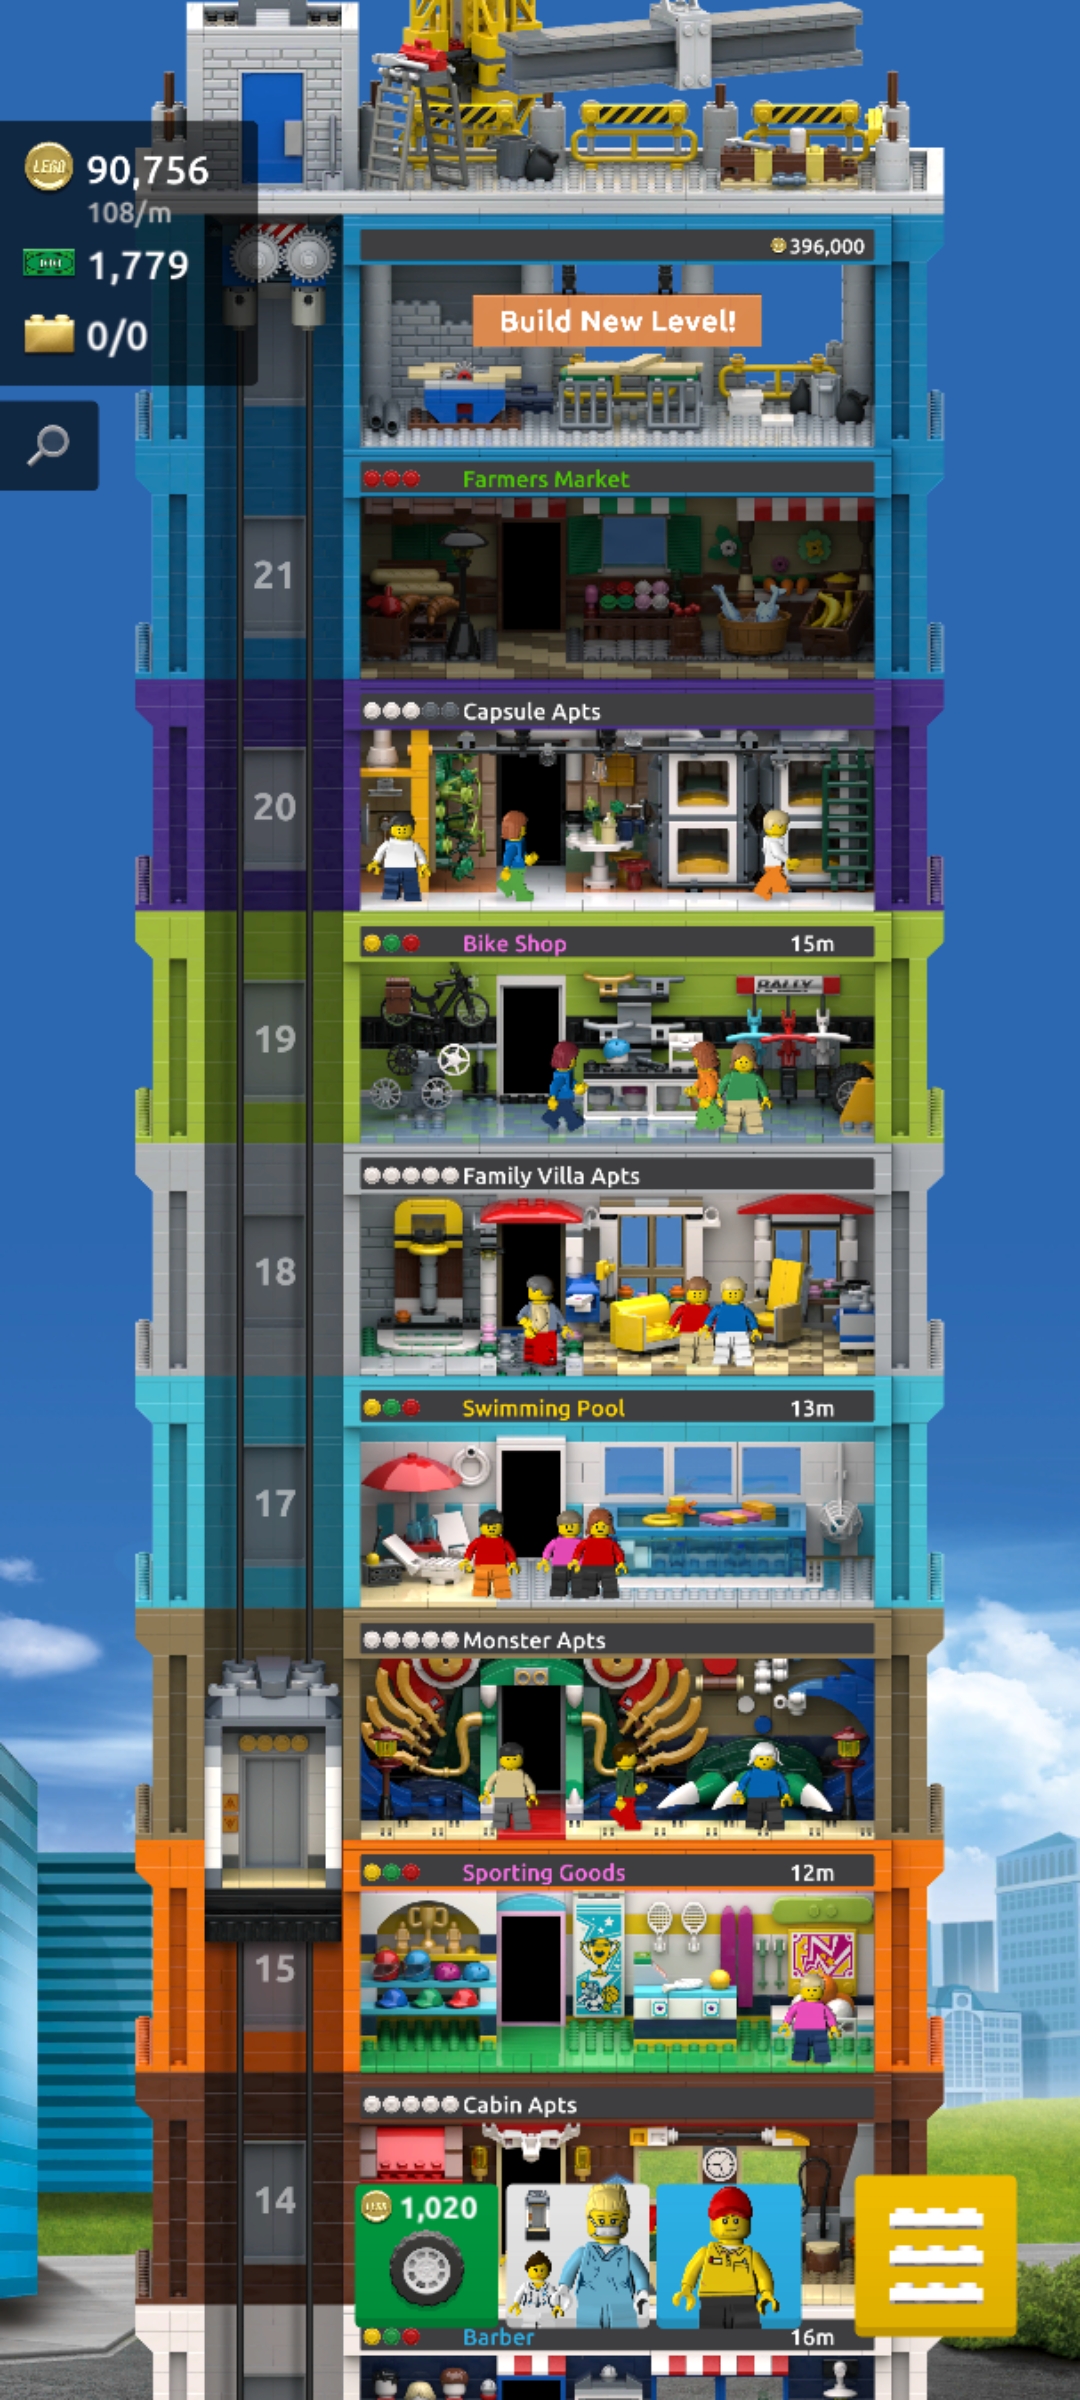 LEGO 90,756
108/m
1,779
0/0
396,000
Build New Level!
Farmers Market
21
Capsule Apts
20
Bike Shop 15m
RALLY
19
Family Villa Apts
18
Swimming Pool 13m
17
Monster Apts
Sporting Goods 12m
15
Cabin Apts
14
1,020
Barber 16m